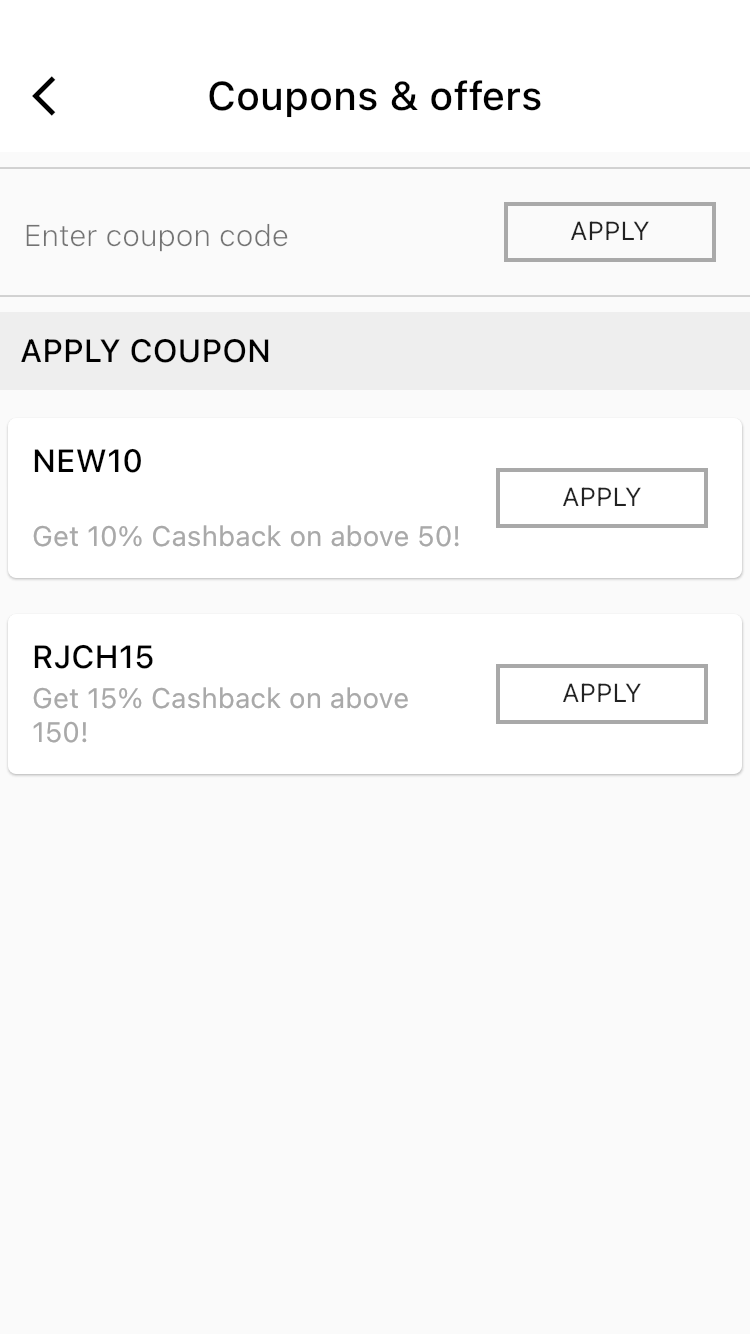 Coupons & offers
Enter coupon code
APPLY
APPLY COUPON
NEW10
Get 10% Cashback on above 50!
APPLY
RJCH15
Get 15% Cashback on above
150!
APPLY